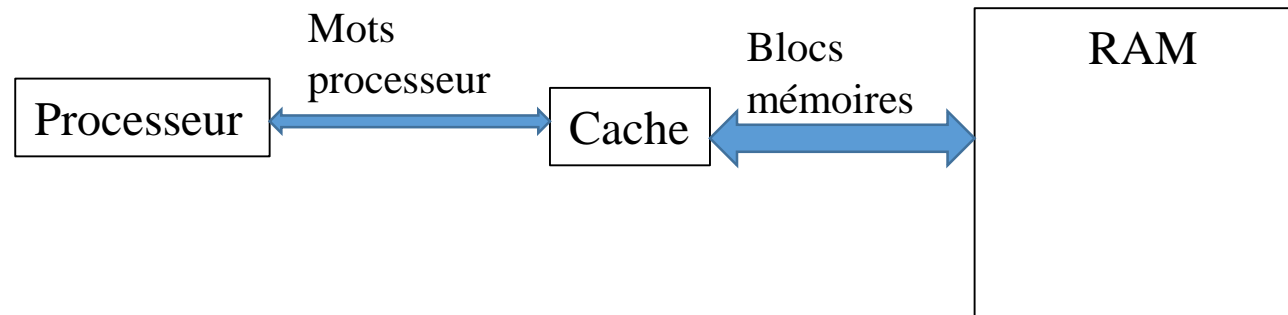 Processeur
Mots
processeur
Cache
Blocs
mémoires
RAM